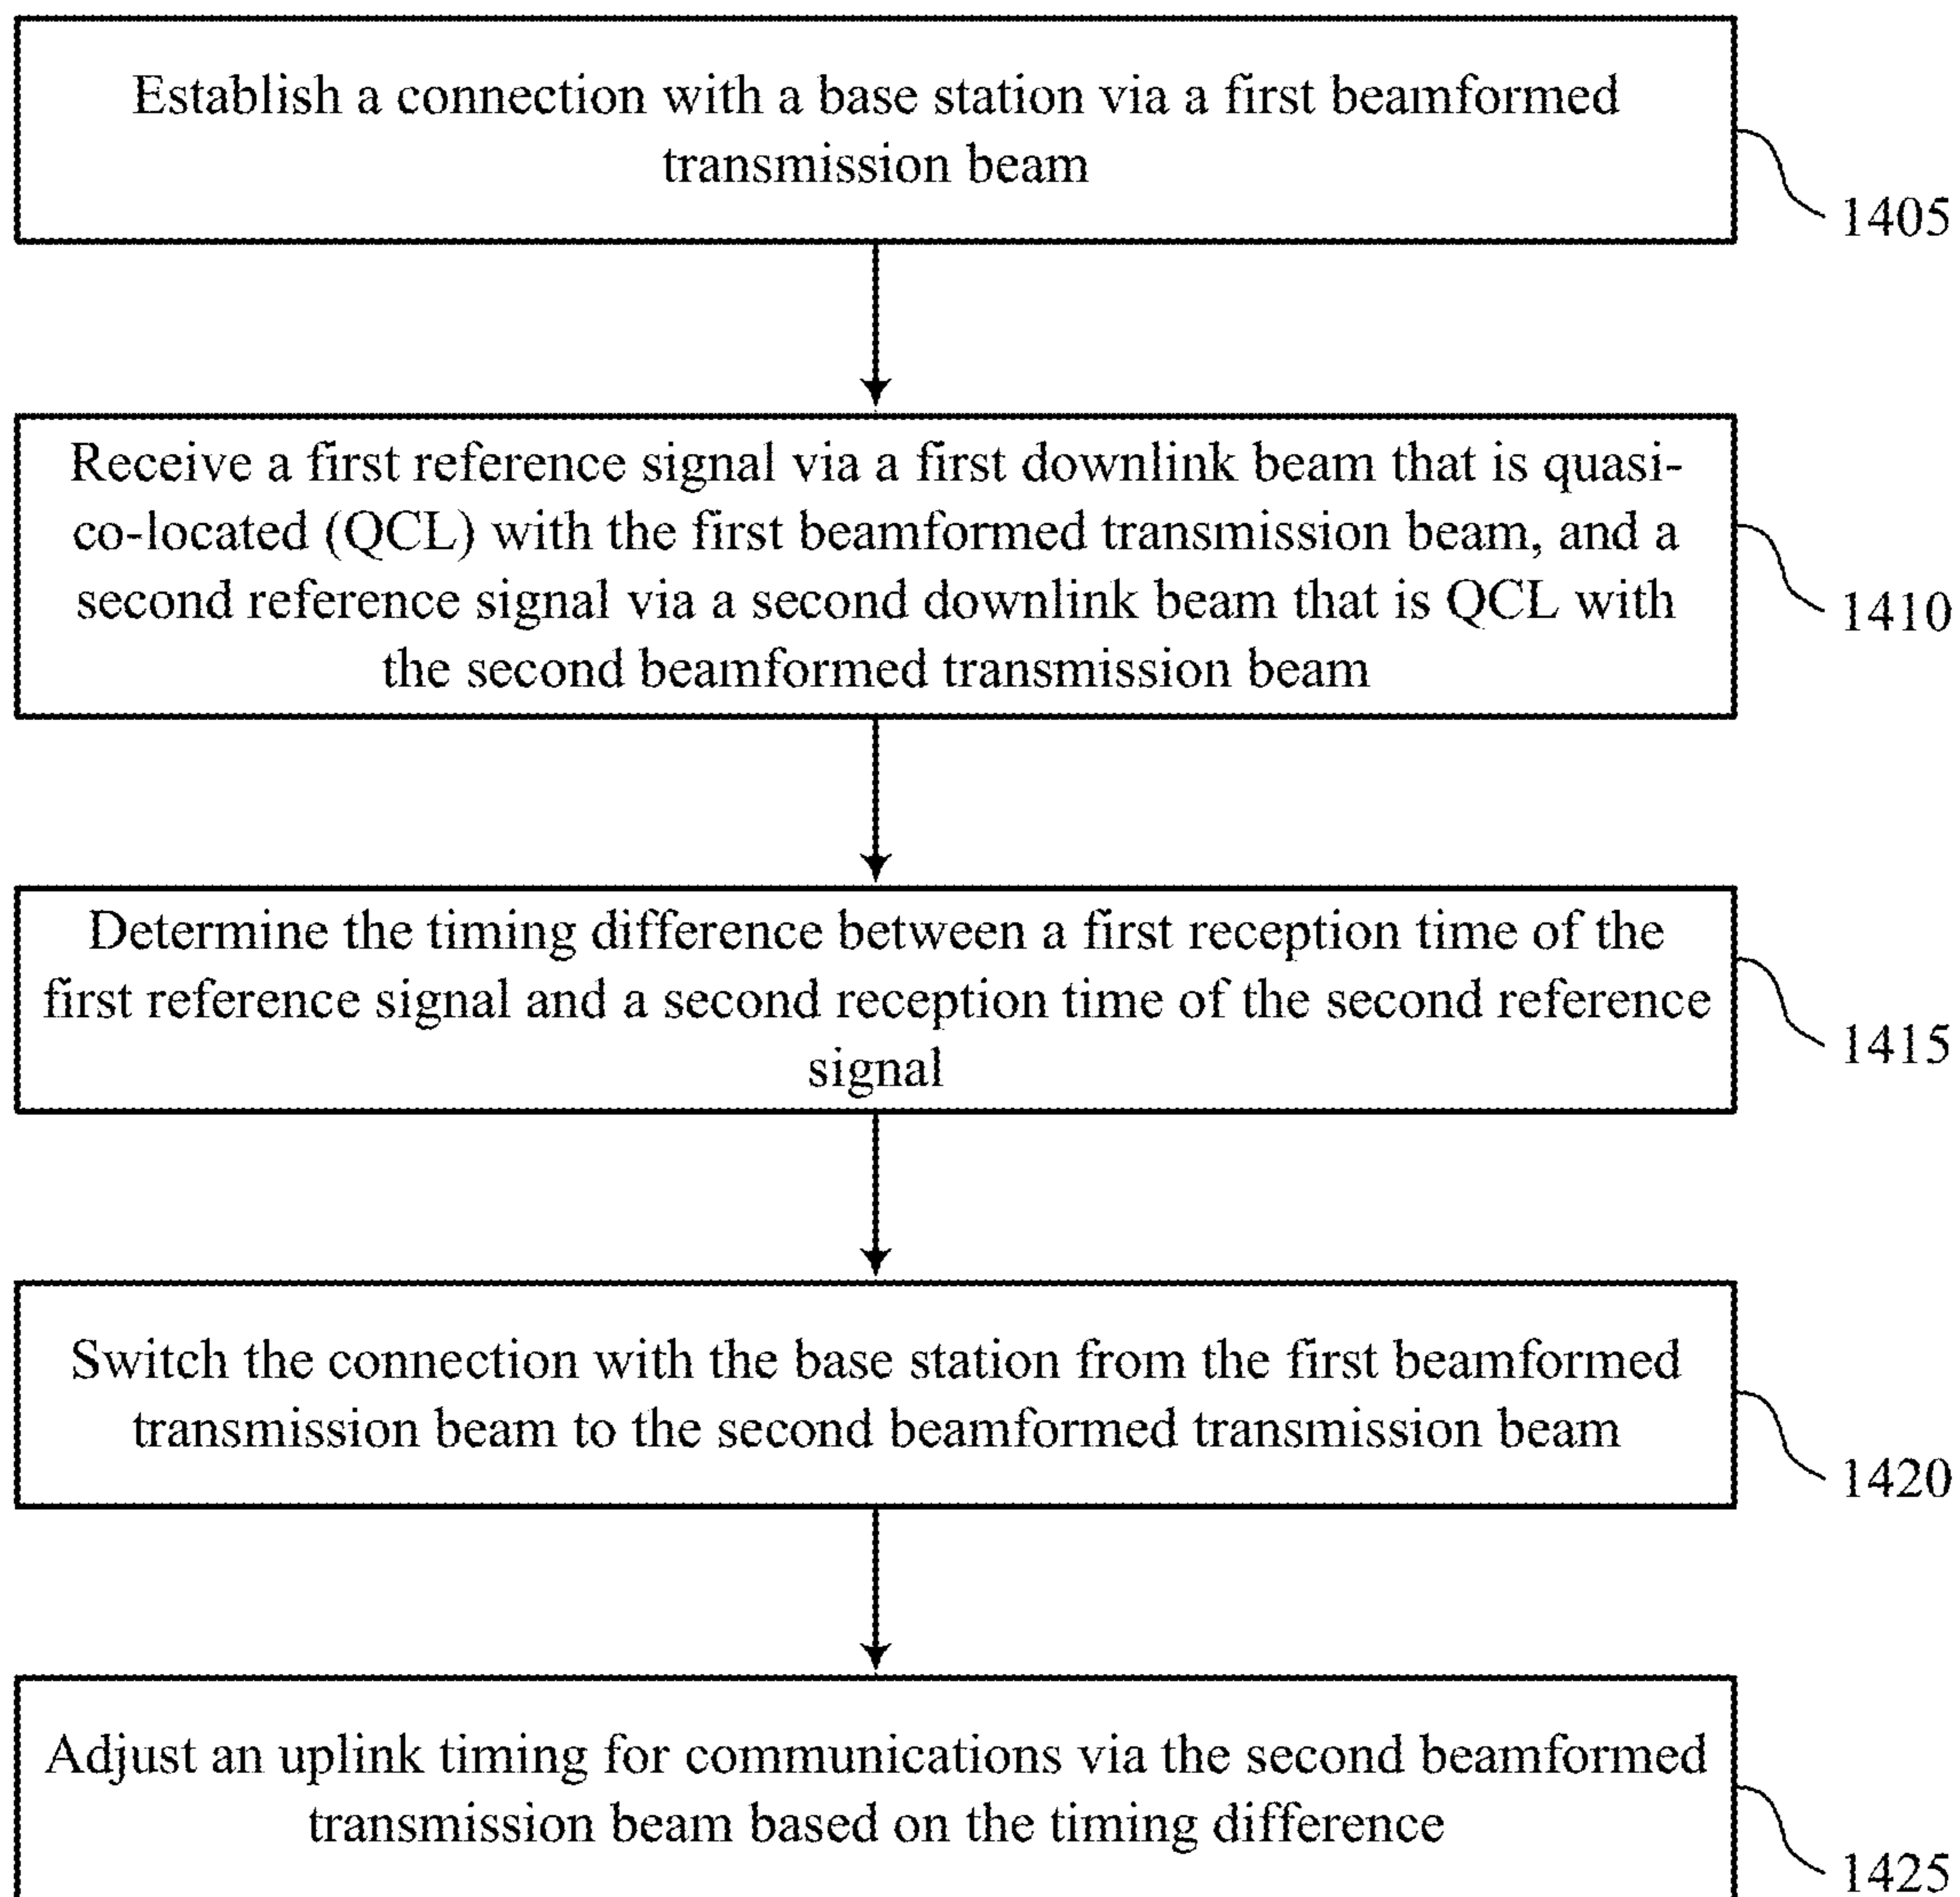 Establish a connection with a base station via a first beamformed
transmission beam
1405
Receive a first reference signal via a first downlink beam that is quasi-
co-located (QCL) with the first beamformed transmission beam, and a
second reference signal via a second downlink beam that is QCL with
the second beamformed transmission beam
1410
Determine the timing difference between a first reception time of the
first reference signal and a second reception time of the second reference
signal
1415
Switch the connection with the base station from the first beamformed
transmission beam to the second beamformed transmission beam
1420
Adjust an uplink timing for communications via the second beamformed
transmission beam based on the timing difference
1425